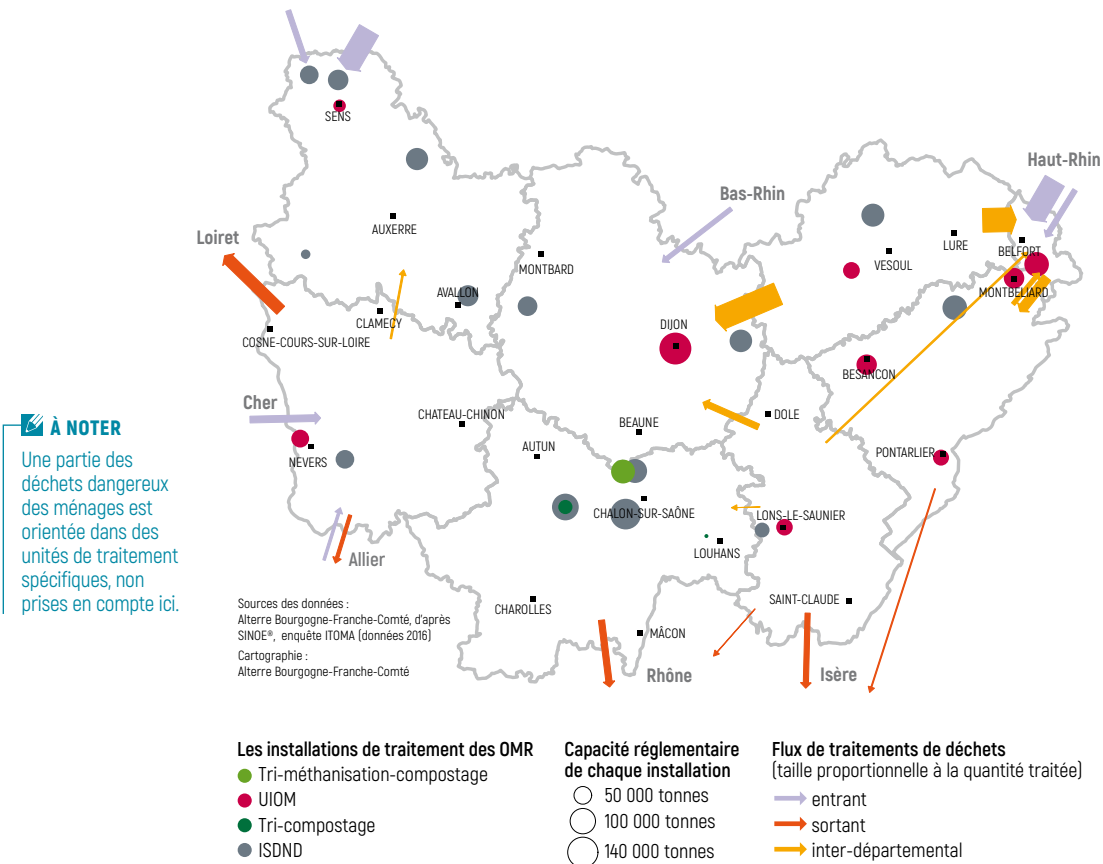 Haut-Rhin
Bas-Rhin
SENS
AUXERRE
Loiret
MONTBARD
LURE
BELFORT
VESOUL
MONTBÉLIARD
AVALLON
CLAMECY
COSNE-COURS-SUR-LOIRE
DIJON
BESANCON
Cher
CHATEAU-CHINON
BEAUNE
DOLE
NEVERS
AUTUN
PONTARLIER
CHALON-SUR-SAÔNE
LONS-LE-SAUNIER
LOUHANS
Allier
CHAROLLES
SAINT-CLAUDE
MÂCON
Rhône
Isère
À NOTER
Une partie des
déchets dangereux
des ménages est
orientée dans des
unités de traitement
spécifiques, non
prises en compte ici.
Sources des données :
Alterre Bourgogne-Franche-Comté, d'après
SINOE®, enquête ITOMA (données 2016)
Cartographie :
Alterre Bourgogne-Franche-Comté
Les installations de traitement des OMR
Tri-méthanisation-compostage
UIOM
Tri-compostage
ISDND
Capacité réglementaire
de chaque installation
50 000 tonnes
100 000 tonnes
140 000 tonnes
Flux de traitements de déchets
(taille proportionnelle à la quantité traitée)
entrant
sortant
inter-départemental